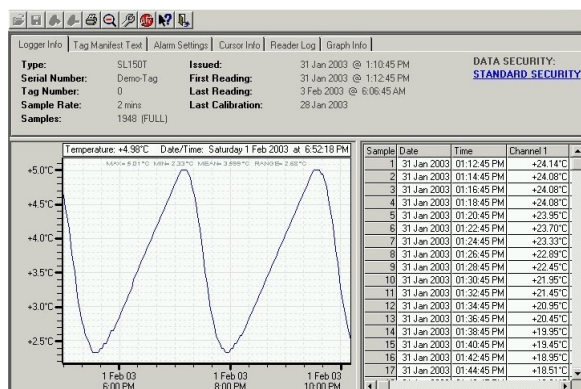 Logger Info Tag Manifest Text Alarm Settings Cursor Info Reader Log Graph Info
Type: SL150T Issued: 31 Jan 2003 @ 1:10:45 PM DATA SECURITY:
Serial Number: Demo-Tag First Reading: 31 Jan 2003 @ 1:12:45 PM STANDARD SECURITY
Tag Number: 0 Last Reading: 3 Feb 2003 @ 6:06:45 AM
Sample Rate: 2 mins Last Calibration: 28 Jan 2003
Samples: 1948 (FULL)
Temperature: +4.98°C Date/Time: Saturday 1 Feb 2003 at 6:52:18 PM
MAX= 5.01°C MIN= 2.33°C MEAN= 3.999°C RANGE= 2.68°C
+5.0°C
+4.5°C
+4.0°C
+3.5°C
+3.0°C
+2.5°C
1 Feb 03 1 Feb 03 1 Feb 03
6:00 PM 8:00 PM 10:00 PM
Sample Date Time Channel 1
1 31 Jan 2003 01:12:45 PM +24.14°C
2 31 Jan 2003 01:14:45 PM +24.08°C
3 31 Jan 2003 01:16:45 PM +24.08°C
4 31 Jan 2003 01:18:45 PM +24.08°C
5 31 Jan 2003 01:20:45 PM +23.95°C
6 31 Jan 2003 01:22:45 PM +23.70°C
7 31 Jan 2003 01:24:45 PM +23.33°C
8 31 Jan 2003 01:26:45 PM +22.89°C
9 31 Jan 2003 01:28:45 PM +22.45°C
10 31 Jan 2003 01:30:45 PM +21.95°C
11 31 Jan 2003 01:32:45 PM +21.45°C
12 31 Jan 2003 01:34:45 PM +20.95°C
13 31 Jan 2003 01:36:45 PM +20.45°C
14 31 Jan 2003 01:38:45 PM +19.95°C
15 31 Jan 2003 01:40:45 PM +19.45°C
16 31 Jan 2003 01:42:45 PM +18.95°C
17 31 Jan 2003 01:44:45 PM +18.51°C